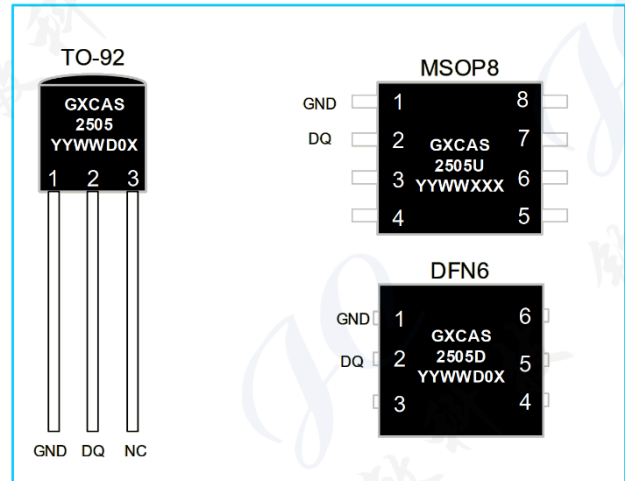 TO-92
GXCAS
2505
YYWWD0X
1 2 3
GND DQ NC
MSOP8
GND 1 8
DQ 2 7
GXCAS
2505U
YYWWXXX
3 6
4 5
DFN6
GND 1 6
GXCAS
DQ 2 2505D 5
YYWWD0X
3 4